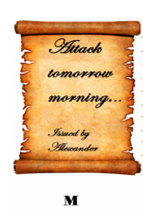 Attack
tomorrow
morning...
Issued by
Alexander
M